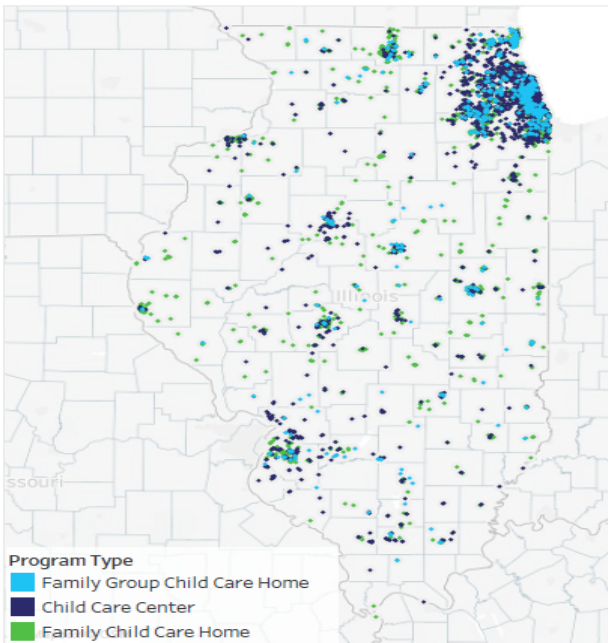 Illinois
ssouri
Program Type
Family Group Child Care Home
Child Care Center
Family Child Care Home